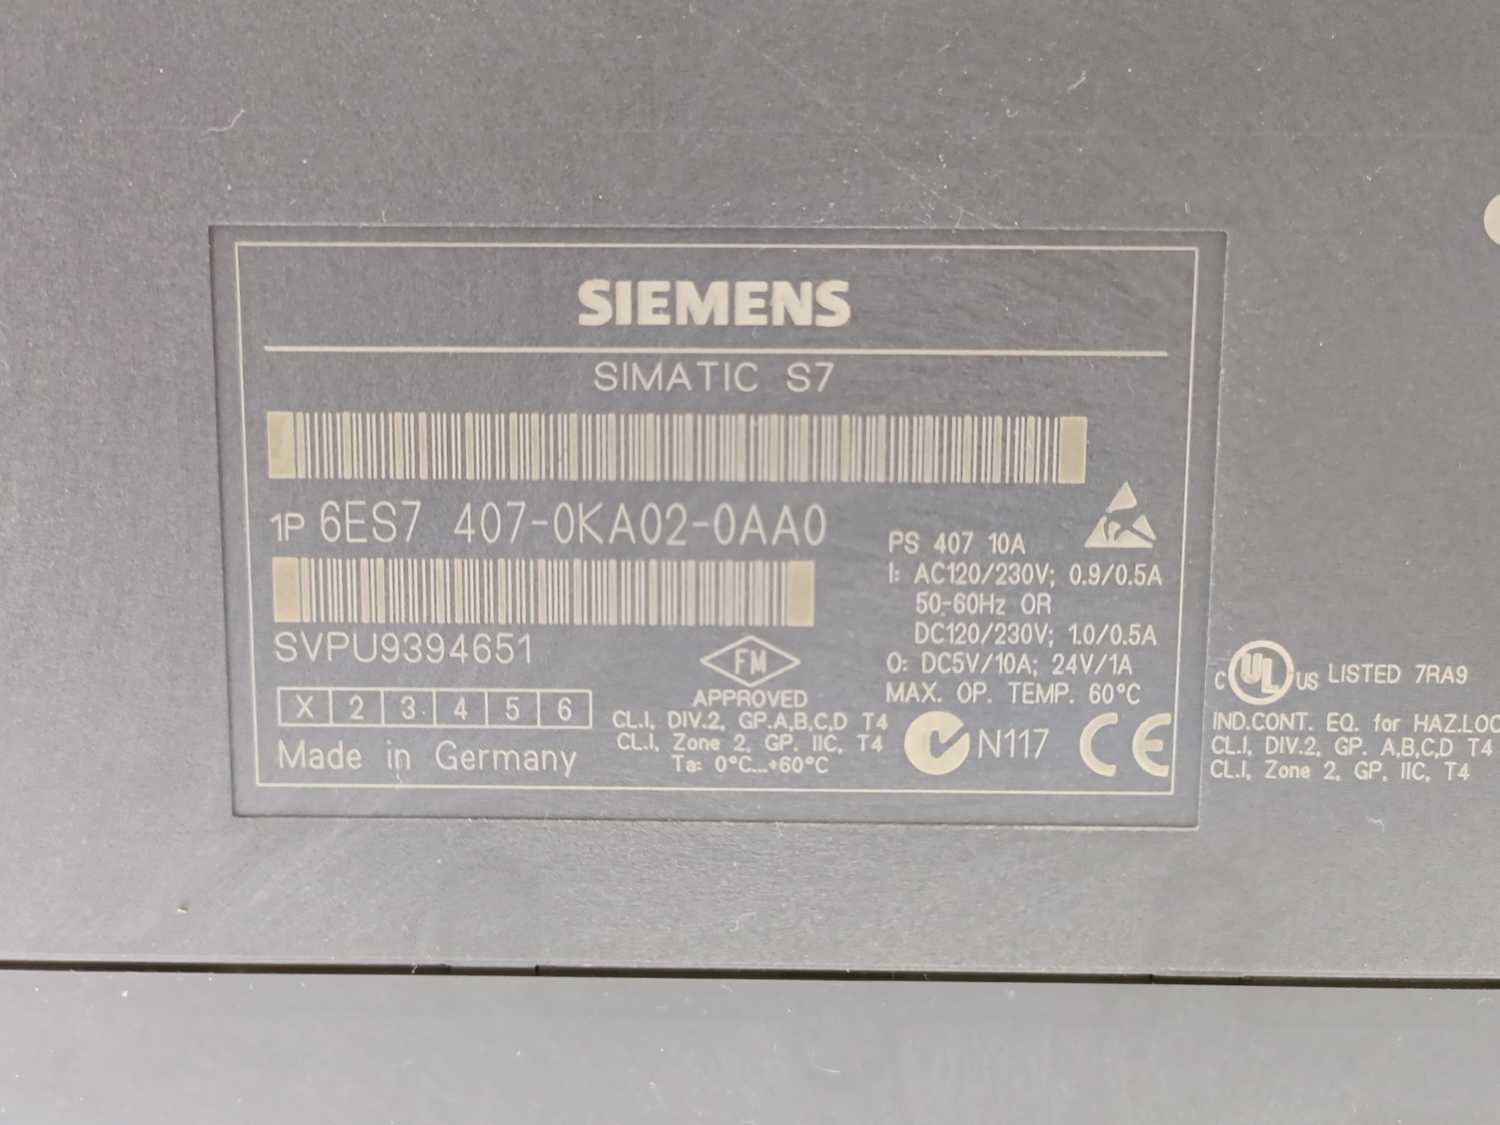 SIEMENS
SIMATIC S7
1P 6ES7 407-0KA02-0AA0
SVPU9394651
X 2 3 4 5 6
Made in Germany
FM
APPROVED
CL.I, DIV.2, GP.A,B,C,D T4
CL.I, Zone 2, GP. IIC, T4
Ta: 0°C...+60°C
PS 407 10A
I: AC120/230V; 0.9/0.5A
50-60Hz OR
DC120/230V; 1.0/0.5A
O: DC5V/10A; 24V/1A
MAX. OP. TEMP. 60°C
N117 CE
C UL US LISTED 7RA9
IND.CONT. EQ. for HAZ.LOC
CL.I, DIV.2, GP. A,B,C,D T4
CL.I, Zone 2, GP, IIC, T4